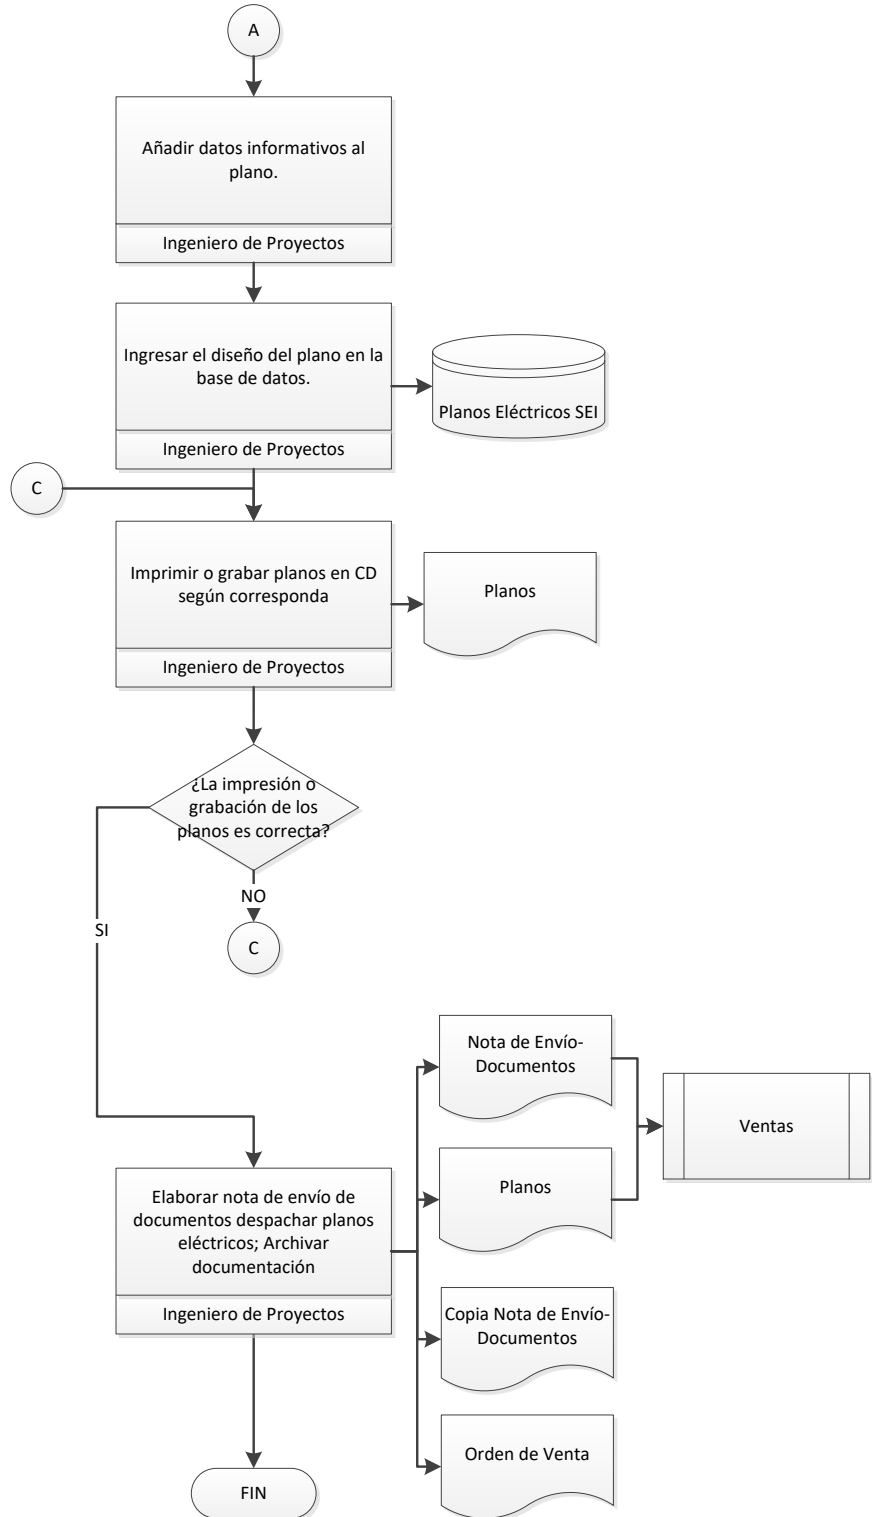 A
Añadir datos informativos al
plano.
Ingeniero de Proyectos
Ingresar el diseño del plano en la
base de datos.
Planos Eléctricos SEI
Ingeniero de Proyectos
C
Imprimir o grabar planos en CD
según corresponda
Planos
Ingeniero de Proyectos
¿La impresión o
grabación de los
planos es correcta?
NO
SI
C
Nota de Envío-
Documentos
Ventas
Planos
Elaborar nota de envío de
documentos despachar planos
eléctricos; Archivar
documentación
Ingeniero de Proyectos
Copia Nota de Envío-
Documentos
Orden de Venta
FIN